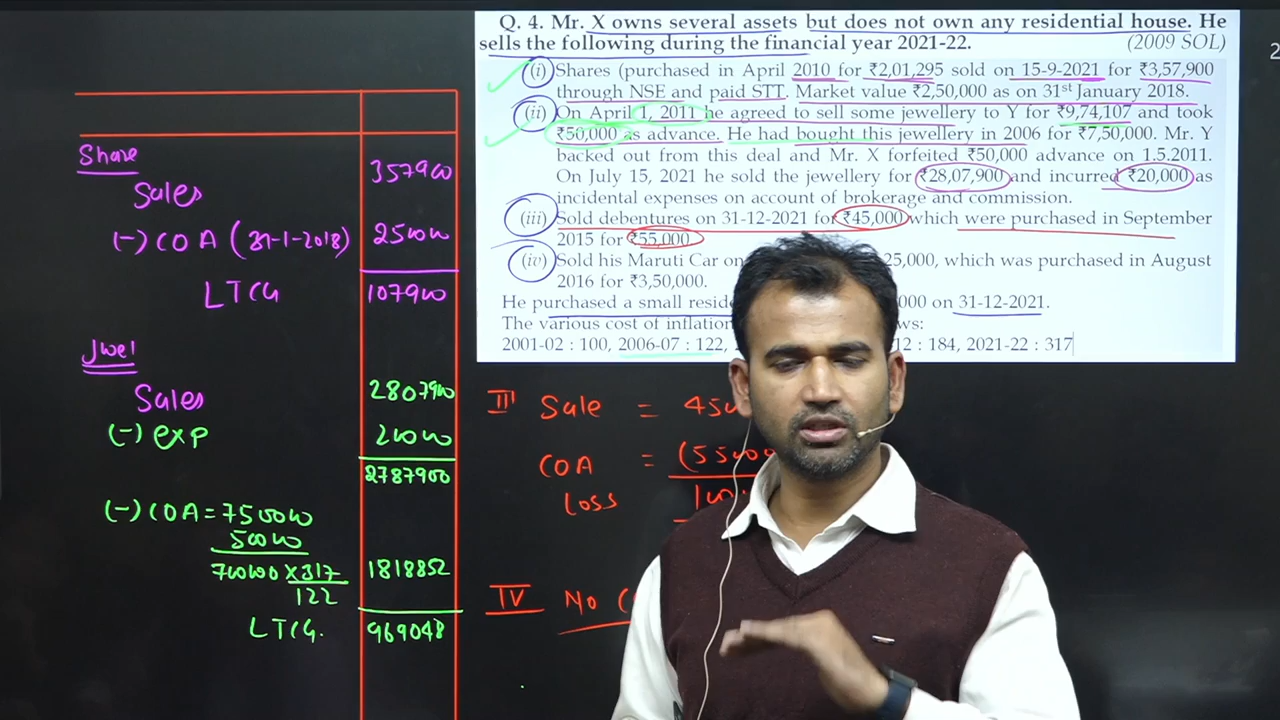 Q. 4. Mr. X owns several assets but does not own any residential house. He
sells the following during the financial year 2021-22. (2009 SOL)
(i) Shares (purchased in April 2010 for ₹2,01,295 sold on 15-9-2021 for ₹3,57,900
through NSE and paid STT. Market value ₹2,50,000 as on 31st January 2018.
(ii) On April 1, 2011 he agreed to sell some jewellery to Y for ₹9,74,107 and took
₹50,000 as advance. He had bought this jewellery in 2006 for ₹7,50,000. Mr. Y
backed out from this deal and Mr. X forfeited ₹50,000 advance on 1.5.2011.
On July 15, 2021 he sold the jewellery for ₹28,07,900 and incurred ₹20,000 as
incidental expenses on account of brokerage and commission.
(iii) Sold debentures on 31-12-2021 for ₹45,000 which were purchased in September
2015 for ₹55,000.
(iv) Sold his Maruti Car on 25,000, which was purchased in August
2016 for ₹3,50,000.
He purchased a small 000 on 31-12-2021.
The various cost of
2001-02 : 100, 2006-07 : 122, 12 : 184, 2021-22 : 317
2
Share
Sales 357900
(-) COA (31-1-2018) 250000
LTCG 107900
Jwel
Sales 2807900
(-) exp 20000
2787900
(-) COA = 750000
50000
700000 x 317 1818852
122
LTCG. 969048
III Sale =
COA =
Loss
IV No